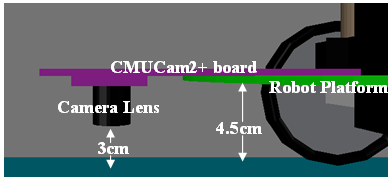 CMUCam2+ board
Robot Platform
Camera Lens
4.5cm
3cm